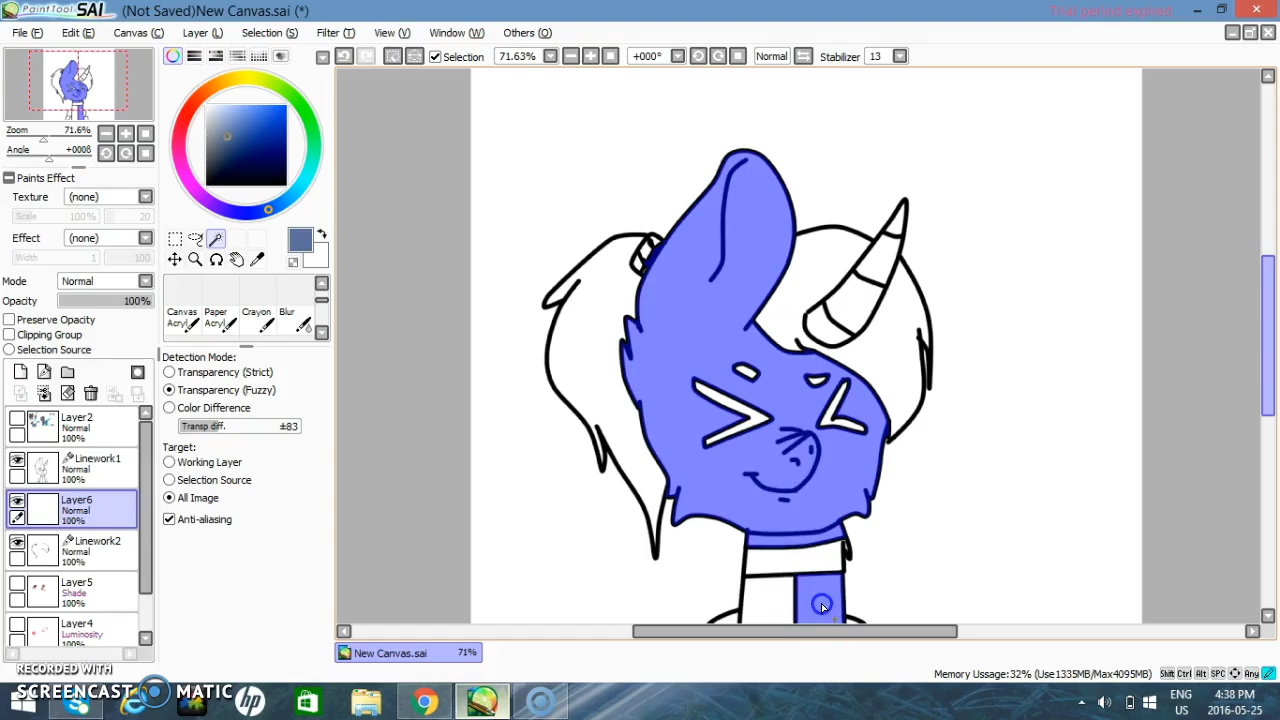 PaintTool SAI (Not Saved)New Canvas.sai (*)
Trial period expired
File (F) Edit (E) Canvas (C) Layer (L) Selection (S) Filter (T) View (V) Window (W) Others (O)
Selection 71.63% +000° Normal Stabilizer 13
Zoom 71.6%
Angle +000ß
Paints Effect
Texture (none)
Scale 100% 20
Effect (none)
Width 1 100
Mode Normal
Opacity 100%
Preserve Opacity
Clipping Group
Selection Source
Canvas Acryl Paper Acryl Crayon Blur
Detection Mode:
Transparency (Strict)
Transparency (Fuzzy)
Color Difference
Transp diff. ±83
Target:
Working Layer
Selection Source
All Image
Anti-aliasing
Layer2
Normal
100%
Linework1
Normal
100%
Layer6
Normal
100%
Linework2
Normal
100%
Layer5
Shade
100%
Layer4
Luminosity
New Canvas.sai 71%
Memory Usage:32% (Use1335MB/Max4095MB) Shift Ctrl Alt SPC Any
RECORDED WITH
SCREENCAST MATIC
hp
ENG
US
4:38 PM
2016-05-25